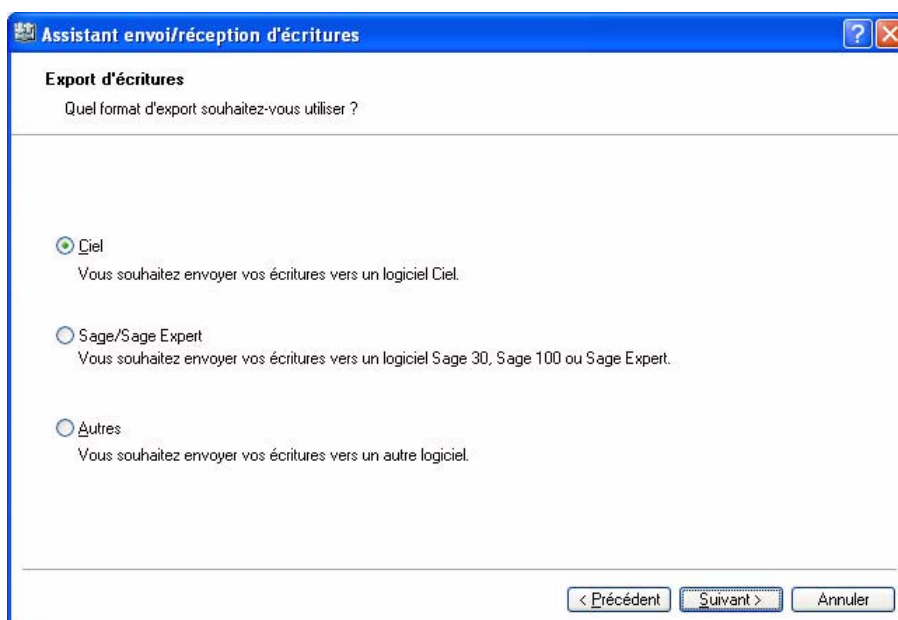 Assistant envoi/réception d'écritures
Export d'écritures
Quel format d'export souhaitez-vous utiliser ?
Ciel
Vous souhaitez envoyer vos écritures vers un logiciel Ciel.
Sage/Sage Expert
Vous souhaitez envoyer vos écritures vers un logiciel Sage 30, Sage 100 ou Sage Expert.
Autres
Vous souhaitez envoyer vos écritures vers un autre logiciel.
< Précédent Suivant > Annuler